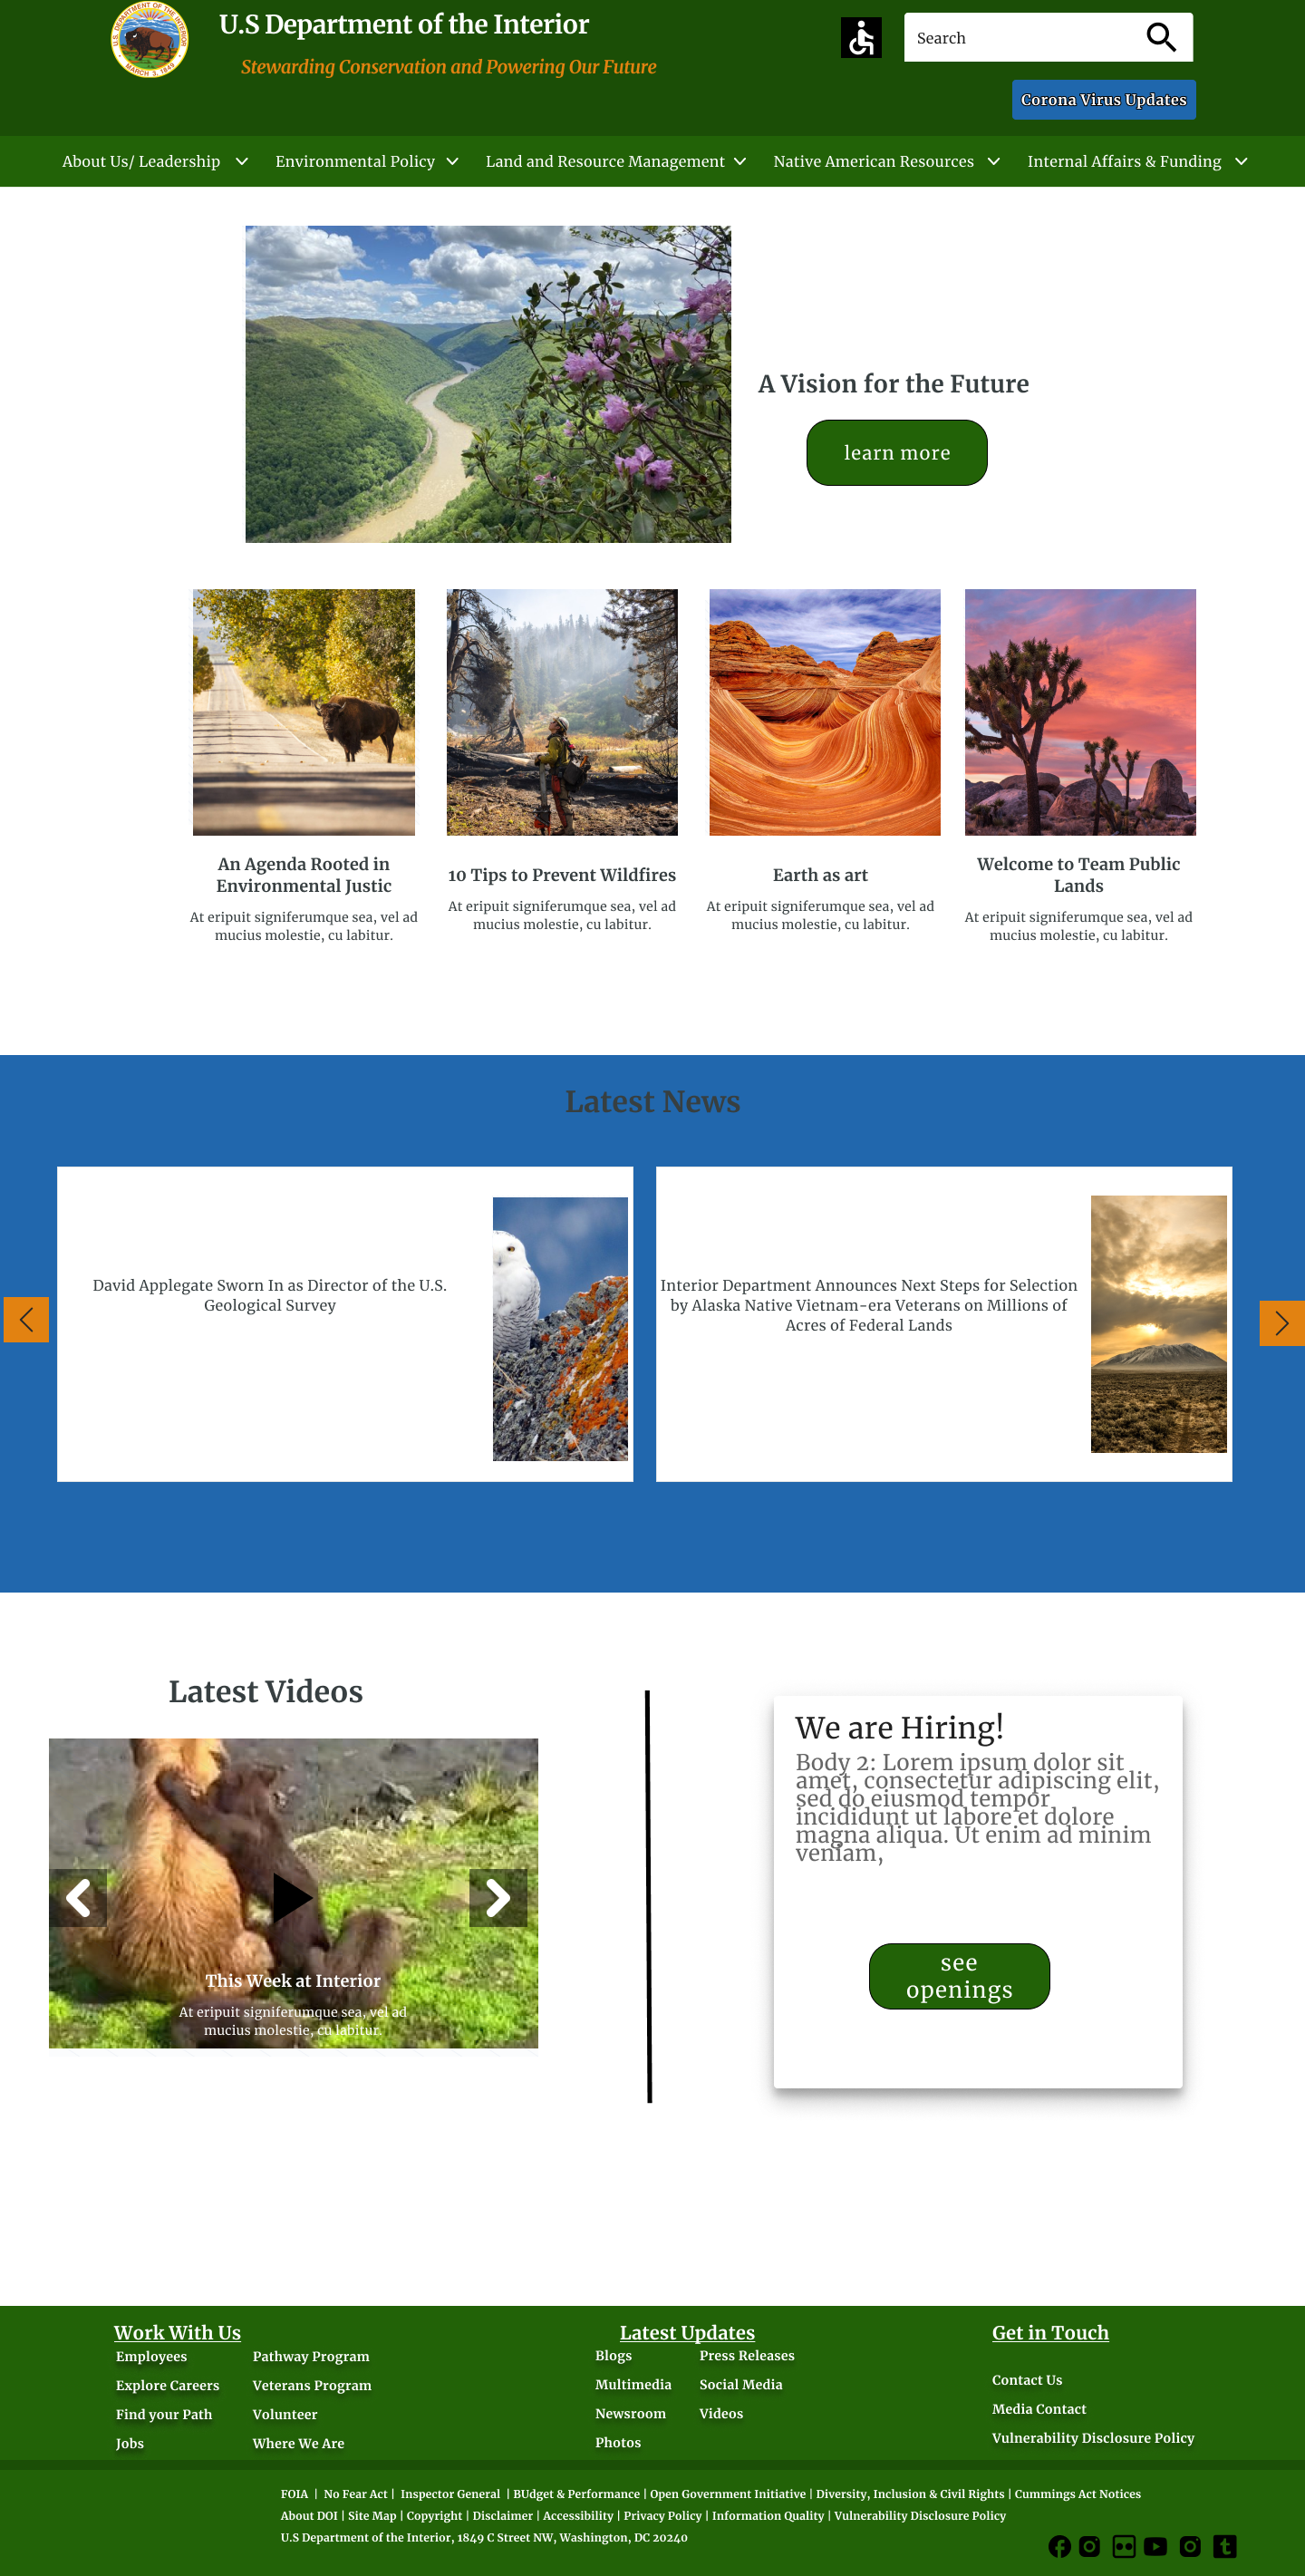 U.S. DEPARTMENT OF THE INTERIOR
MARCH 3, 1849
U.S Department of the Interior
Stewarding Conservation and Powering Our Future
Search
Corona Virus Updates
About Us/ Leadership Environmental Policy Land and Resource Management Native American Resources Internal Affairs & Funding
A Vision for the Future
learn more
An Agenda Rooted in
Environmental Justic
At eripuit signiferumque sea, vel ad
mucius molestie, cu labitur.
10 Tips to Prevent Wildfires
At eripuit signiferumque sea, vel ad
mucius molestie, cu labitur.
Earth as art
At eripuit signiferumque sea, vel ad
mucius molestie, cu labitur.
Welcome to Team Public
Lands
At eripuit signiferumque sea, vel ad
mucius molestie, cu labitur.
Latest News
David Applegate Sworn In as Director of the U.S.
Geological Survey
Interior Department Announces Next Steps for Selection
by Alaska Native Vietnam-era Veterans on Millions of
Acres of Federal Lands
Latest Videos
This Week at Interior
At eripuit signiferumque sea, vel ad
mucius molestie, cu labitur.
We are Hiring!
Body 2: Lorem ipsum dolor sit
amet, consectetur adipiscing elit,
sed do eiusmod tempor
incididunt ut labore et dolore
magna aliqua. Ut enim ad minim
veniam,
see
openings
Work With Us
Employees
Explore Careers
Find your Path
Jobs
Pathway Program
Veterans Program
Volunteer
Where We Are
Latest Updates
Blogs
Multimedia
Newsroom
Photos
Press Releases
Social Media
Videos
Get in Touch
Contact Us
Media Contact
Vulnerability Disclosure Policy
FOIA | No Fear Act | Inspector General | BUdget & Performance | Open Government Initiative | Diversity, Inclusion & Civil Rights | Cummings Act Notices
About DOI | Site Map | Copyright | Disclaimer | Accessibility | Privacy Policy | Information Quality | Vulnerability Disclosure Policy
U.S Department of the Interior, 1849 C Street NW, Washington, DC 20240